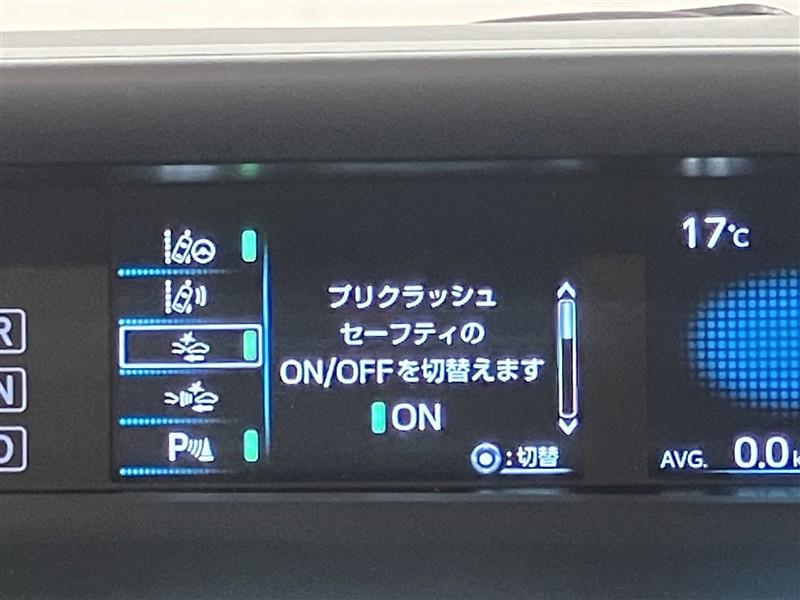 17℃
R
N
D
プリクラッシュ
セーフティの
ON/OFFを切替えます
ON
:切替
P
AVG. 0.0